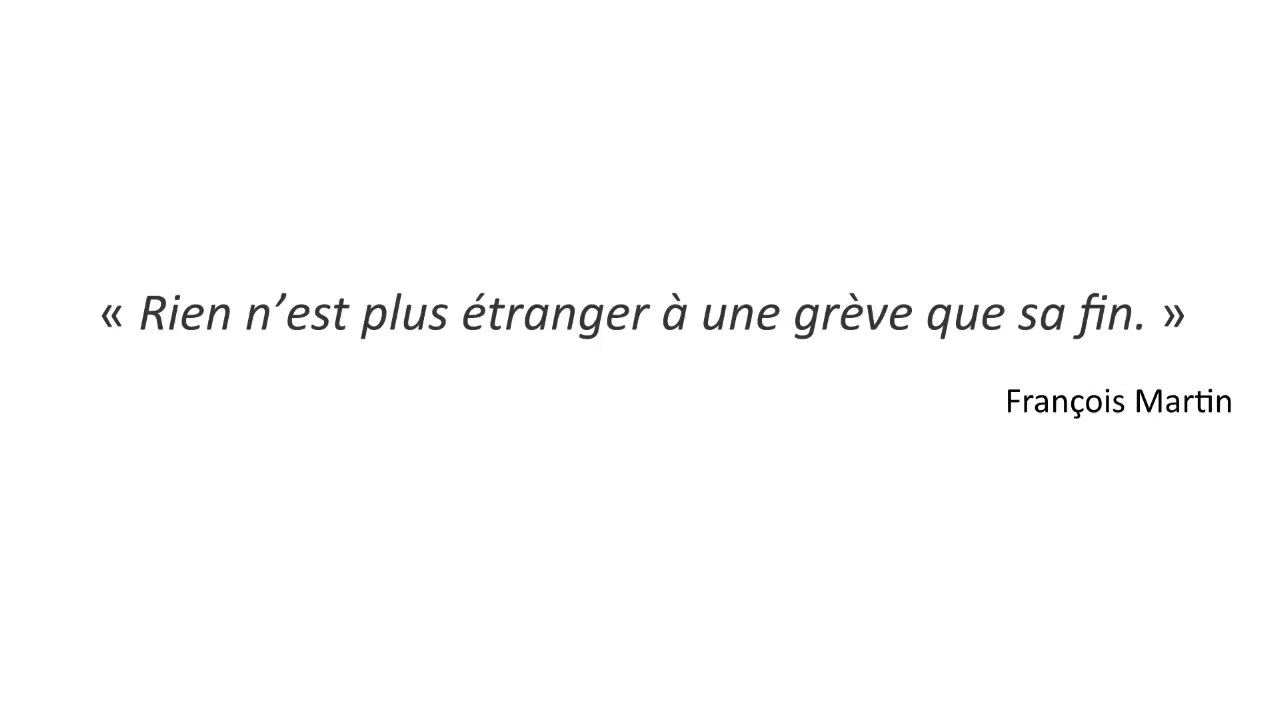 « Rien n’est plus étranger à une grève que sa fin. »
François Martin